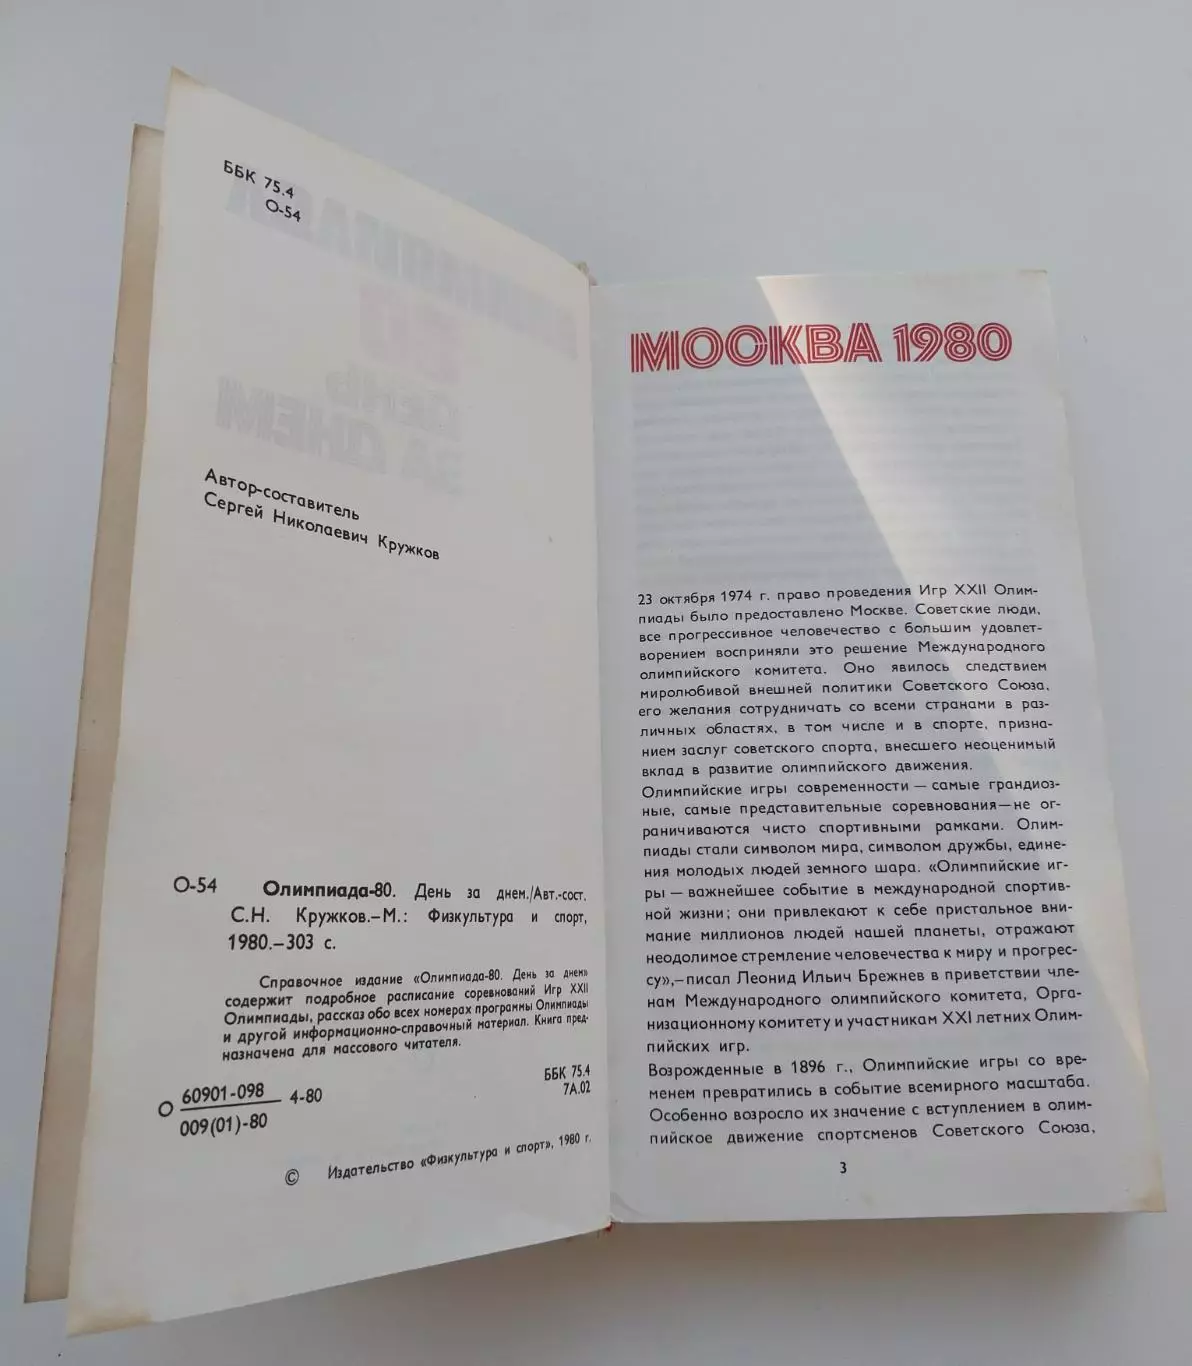 ББК 75.4
О-54
Автор-составитель
Сергей Николаевич Кружков
О-54 Олимпиада-80. День за днем./Авт.-сост.
С.Н. Кружков.–М.: Физкультура и спорт,
1980.–303 с.
Справочное издание «Олимпиада-80. День за днем»
содержит подробное расписание соревнований Игр XXII
Олимпиады, рассказ обо всех номерах программы Олимпиады
и другой информационно-справочный материал. Книга пред-
назначена для массового читателя.
О 60901-098 4-80
009(01)-80
ББК 75.4
7А.02
© Издательство «Физкультура и спорт», 1980 г.
МОСКВА 1980
23 октября 1974 г. право проведения Игр XXII Олим-
пиады было предоставлено Москве. Советские люди,
все прогрессивное человечество с большим удовлет-
ворением восприняли это решение Международного
олимпийского комитета. Оно явилось следствием
миролюбивой внешней политики Советского Союза,
его желания сотрудничать со всеми странами в раз-
личных областях, в том числе и в спорте, призна-
нием заслуг советского спорта, внесшего неоценимый
вклад в развитие олимпийского движения.
Олимпийские игры современности — самые грандиоз-
ные, самые представительные соревнования — не ог-
раничиваются чисто спортивными рамками. Олим-
пиады стали символом мира, символом дружбы, едине-
ния молодых людей земного шара. «Олимпийские иг-
ры — важнейшее событие в международной спортив-
ной жизни; они привлекают к себе пристальное вни-
мание миллионов людей нашей планеты, отражают
неодолимое стремление человечества к миру и прогрес-
су»,– писал Леонид Ильич Брежнев в приветствии чле-
нам Международного олимпийского комитета, Орга-
низационному комитету и участникам XXI летних Олим-
пийских игр.
Возрожденные в 1896 г., Олимпийские игры со вре-
менем превратились в событие всемирного масштаба.
Особенно возросло их значение с вступлением в олим-
пийское движение спортсменов Советского Союза,
3